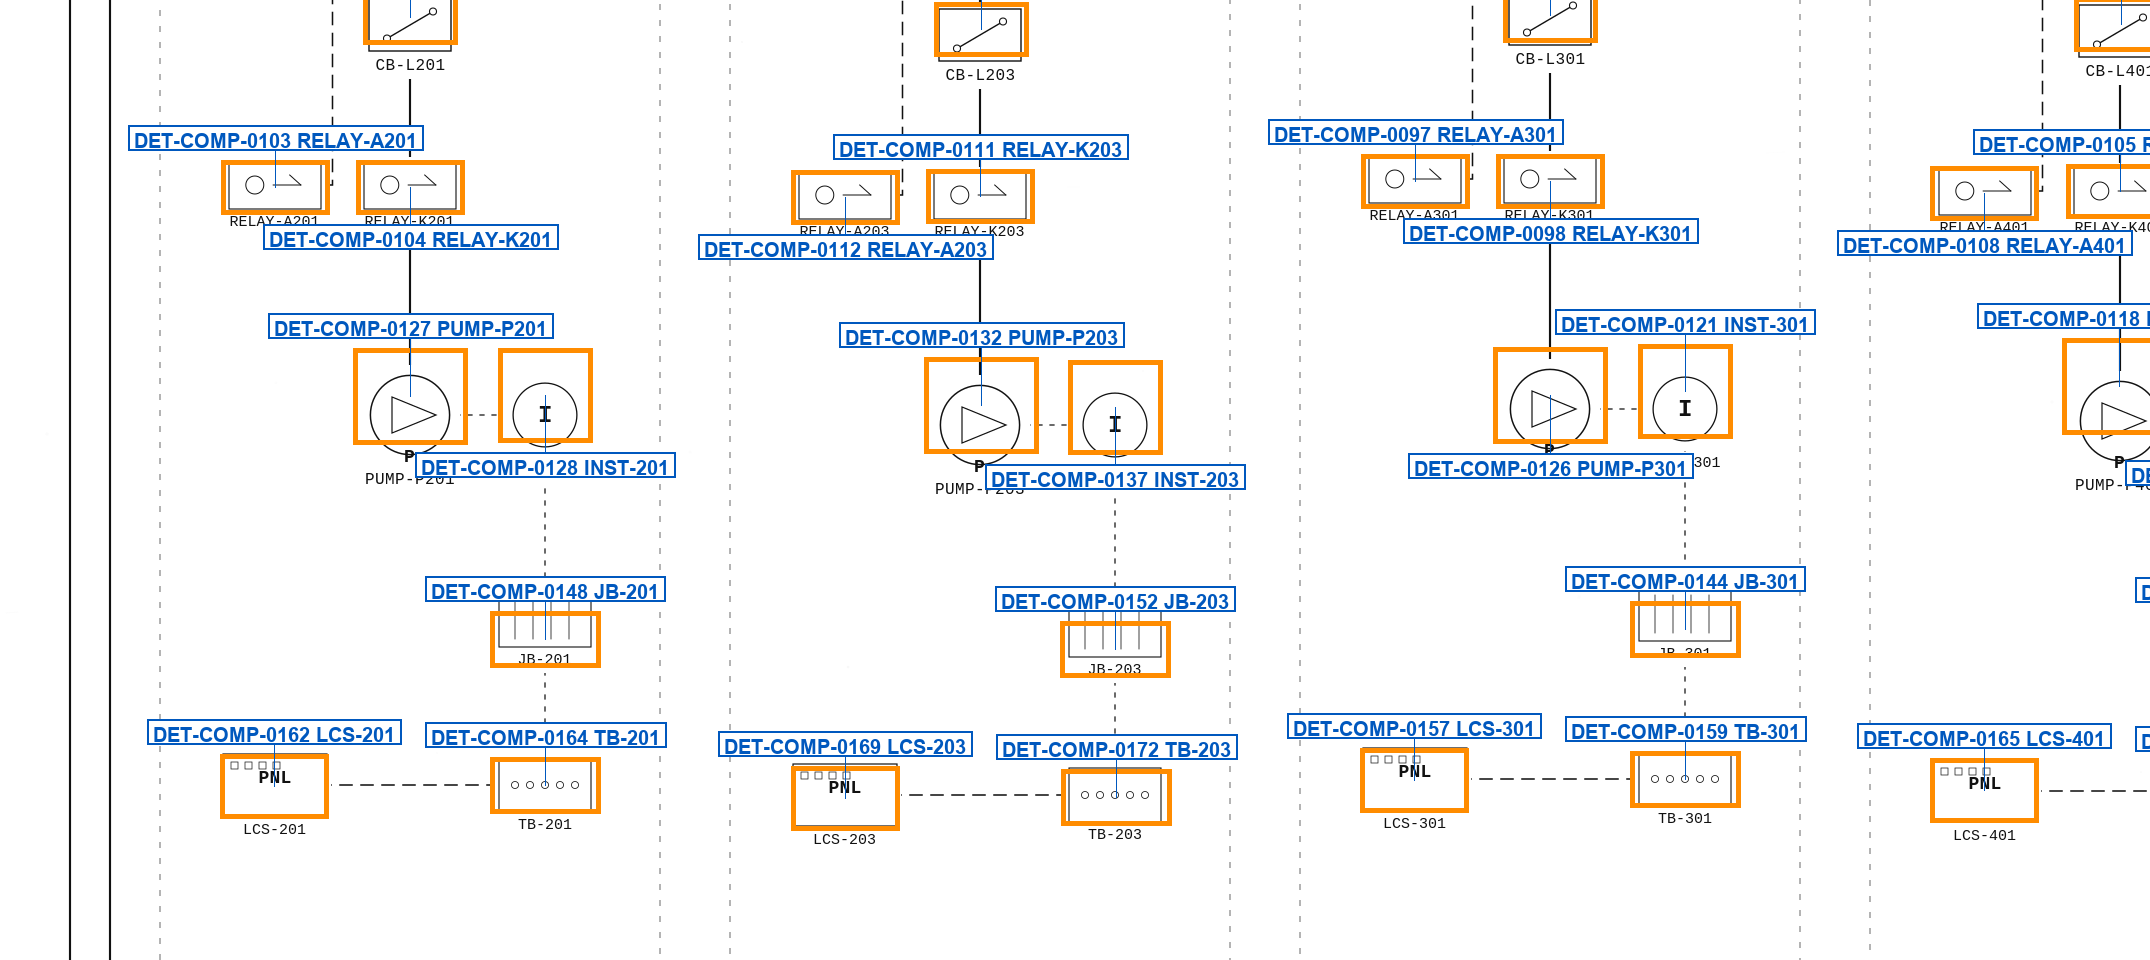 CB-L201
CB-L203
CB-L301
CB-L401
DET-COMP-0103 RELAY-A201
DET-COMP-0111 RELAY-K203
DET-COMP-0097 RELAY-A301
DET-COMP-0105
RELAY-A201
RELAY-K201
RELAY-A203
RELAY-K203
RELAY-A301
RELAY-K301
RELAY-A401
DET-COMP-0104 RELAY-K201
DET-COMP-0112 RELAY-A203
DET-COMP-0098 RELAY-K301
DET-COMP-0108 RELAY-A401
DET-COMP-0127 PUMP-P201
DET-COMP-0132 PUMP-P203
DET-COMP-0121 INST-301
DET-COMP-0118
I
I
I
P
P
P
P
DET-COMP-0128 INST-201
DET-COMP-0137 INST-203
DET-COMP-0126 PUMP-P301
301
PUMP-P201
PUMP-P203
DET-COMP-0148 JB-201
DET-COMP-0152 JB-203
DET-COMP-0144 JB-301
JB-201
JB-203
JB-301
DET-COMP-0162 LCS-201
DET-COMP-0164 TB-201
DET-COMP-0169 LCS-203
DET-COMP-0172 TB-203
DET-COMP-0157 LCS-301
DET-COMP-0159 TB-301
DET-COMP-0165 LCS-401
PNL
PNL
PNL
PNL
LCS-201
TB-201
LCS-203
TB-203
LCS-301
TB-301
LCS-401